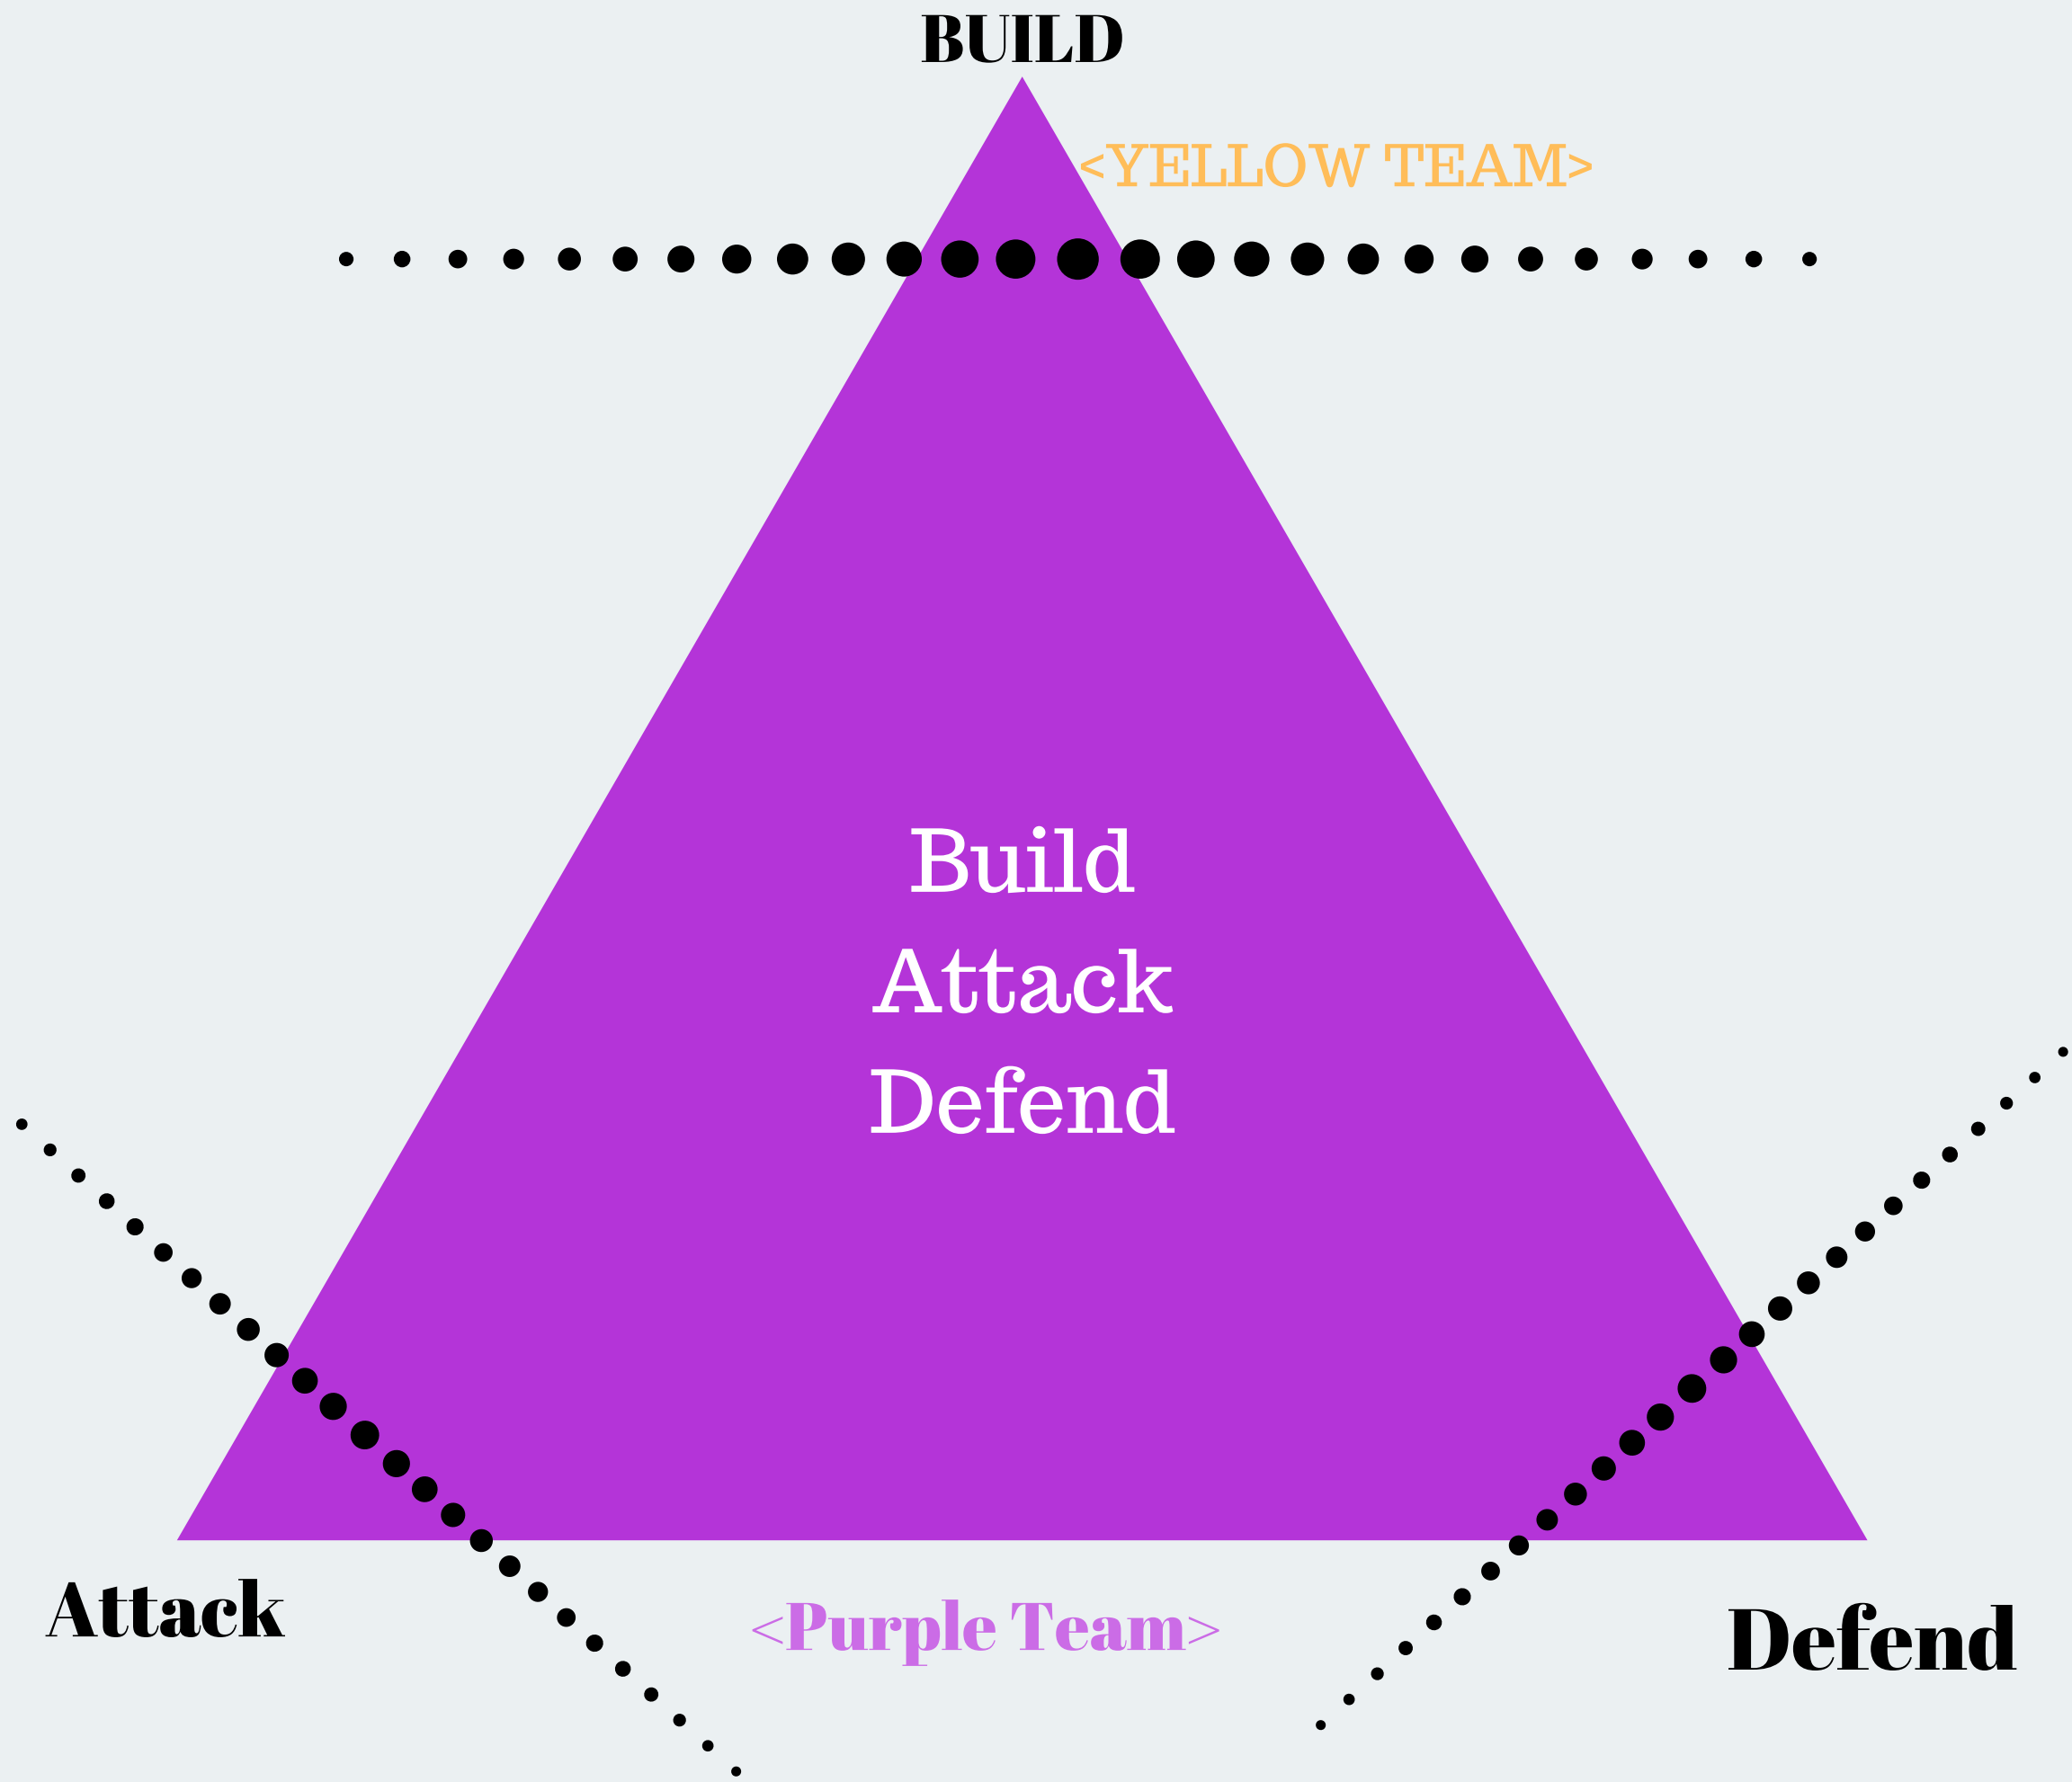 BUILD
<YELLOW TEAM>
Build
Attack
Defend
Attack
<Purple Team>
Defend